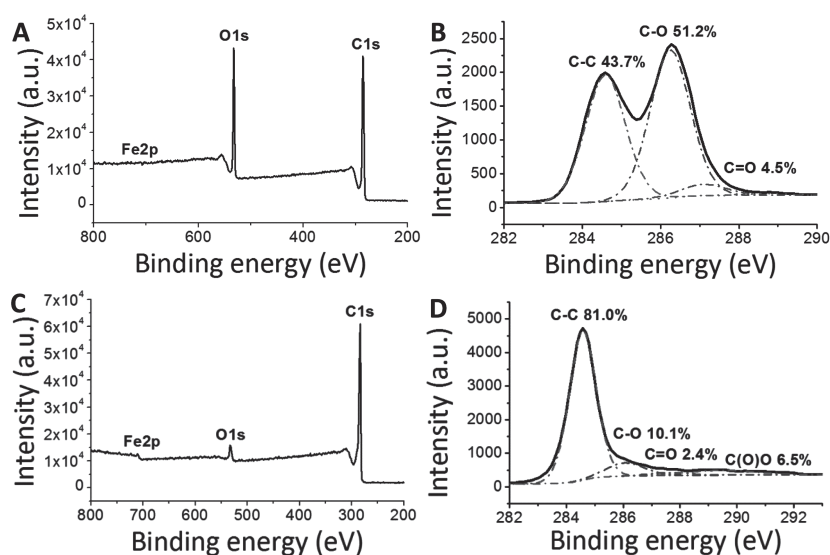 A
5x10⁴
4x10⁴
3x10⁴
2x10⁴
1x10⁴
0
Intensity (a.u.)
O1s
C1s
Fe2p
800 600 400 200
Binding energy (eV)
B
2500
2000
1500
1000
500
0
Intensity (a.u.)
C-C 43.7%
C-O 51.2%
C=O 4.5%
282 284 286 288 290
Binding energy (eV)
C
7x10⁴
6x10⁴
5x10⁴
4x10⁴
3x10⁴
2x10⁴
1x10⁴
0
Intensity (a.u.)
C1s
Fe2p
O1s
800 700 600 500 400 300 200
Binding energy (eV)
D
5000
4000
3000
2000
1000
0
Intensity (a.u.)
C-C 81.0%
C-O 10.1%
C=O 2.4%
C(O)O 6.5%
282 284 286 288 290 292
Binding energy (eV)